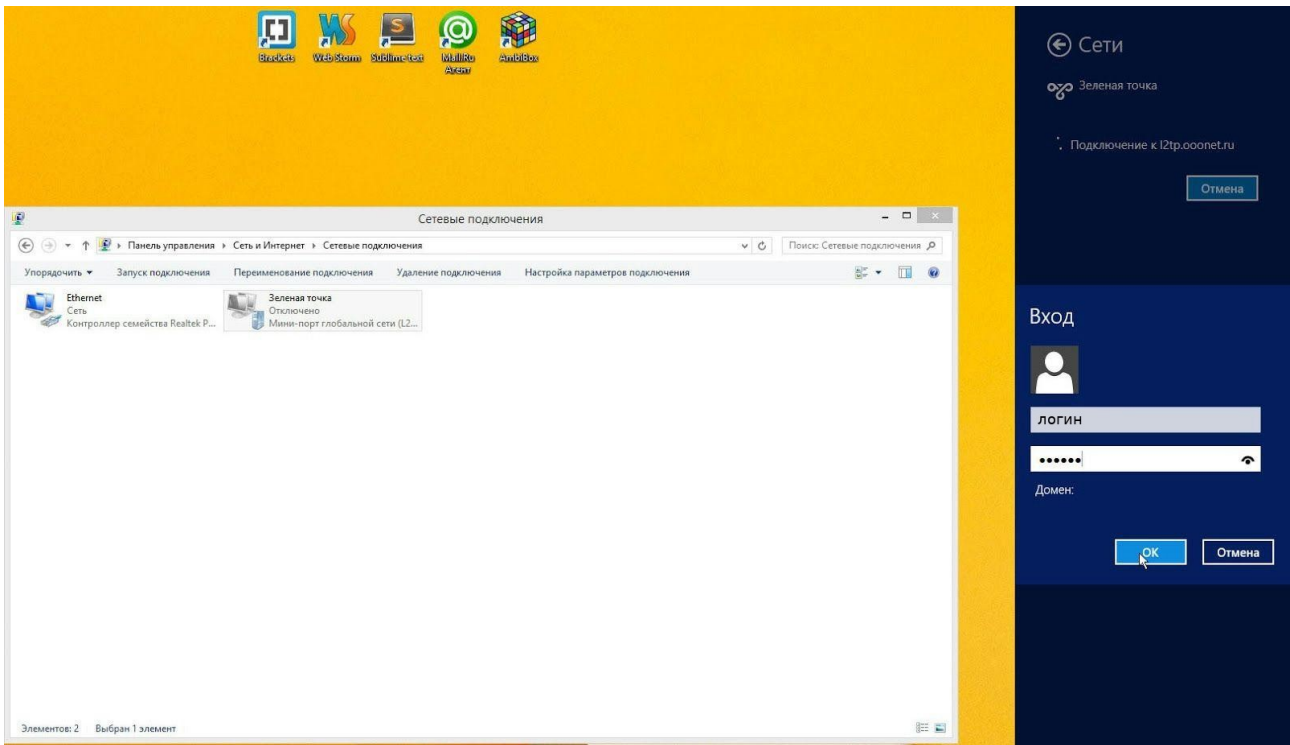 Brackets
WebStorm
Sublime text
Mail.Ru
Агент
AmbiBox
Сети
Зеленая точка
Подключение к l2tp.ooonet.ru
Отмена
Сетевые подключения
Панель управления
Сеть и Интернет
Сетевые подключения
Поиск: Сетевые подключения
Упорядочить
Запуск подключения
Переименование подключения
Удаление подключения
Настройка параметров подключения
Ethernet
Сеть
Контроллер семейства Realtek P...
Зеленая точка
Отключено
Мини-порт глобальной сети (L2...
Вход
логин
Домен:
OK
Отмена
Элементов: 2
Выбран 1 элемент